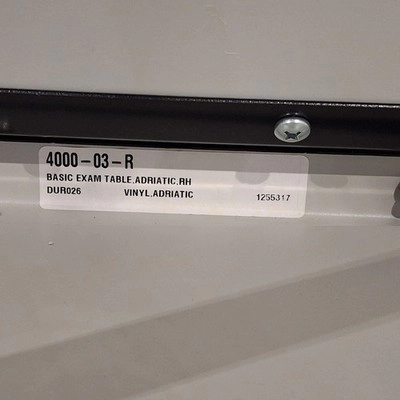 4000-03-R
BASIC EXAM TABLE,ADRIATIC,RH
DUR026 VINYL,ADRIATIC 1255317